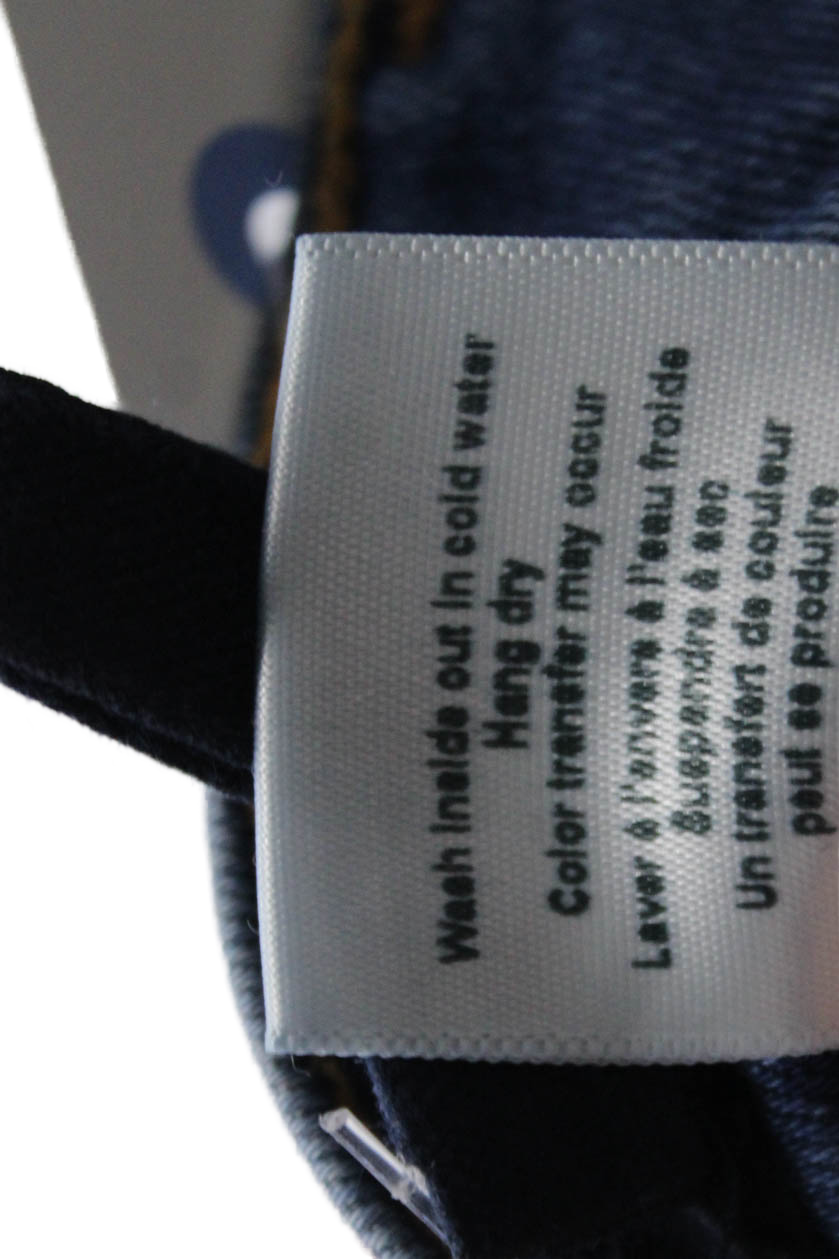 Wash inside out in cold water
Hang dry
Color transfer may occur
Laver à l'envers à l'eau froide
Suspendre à sec
Un transfert de couleur
peut se produire